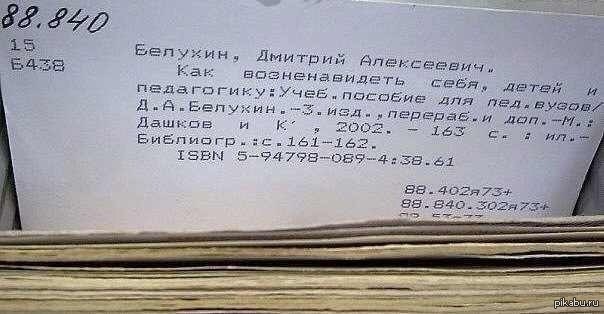 88.840
15
Б438
Белухин, Дмитрий Алексеевич.
Как возненавидеть себя, детей и
педагогику:Учеб.пособие для пед.вузов/
Д.А.Белухин.-3.изд.,перераб.и доп.-М.:
Дашков и К', 2002. - 163 с. : ил.-
Библиогр.:с.161-162.
ISBN 5-94798-089-4:38.61
88.402я73+
88.840.302я73+
pikabu.ru